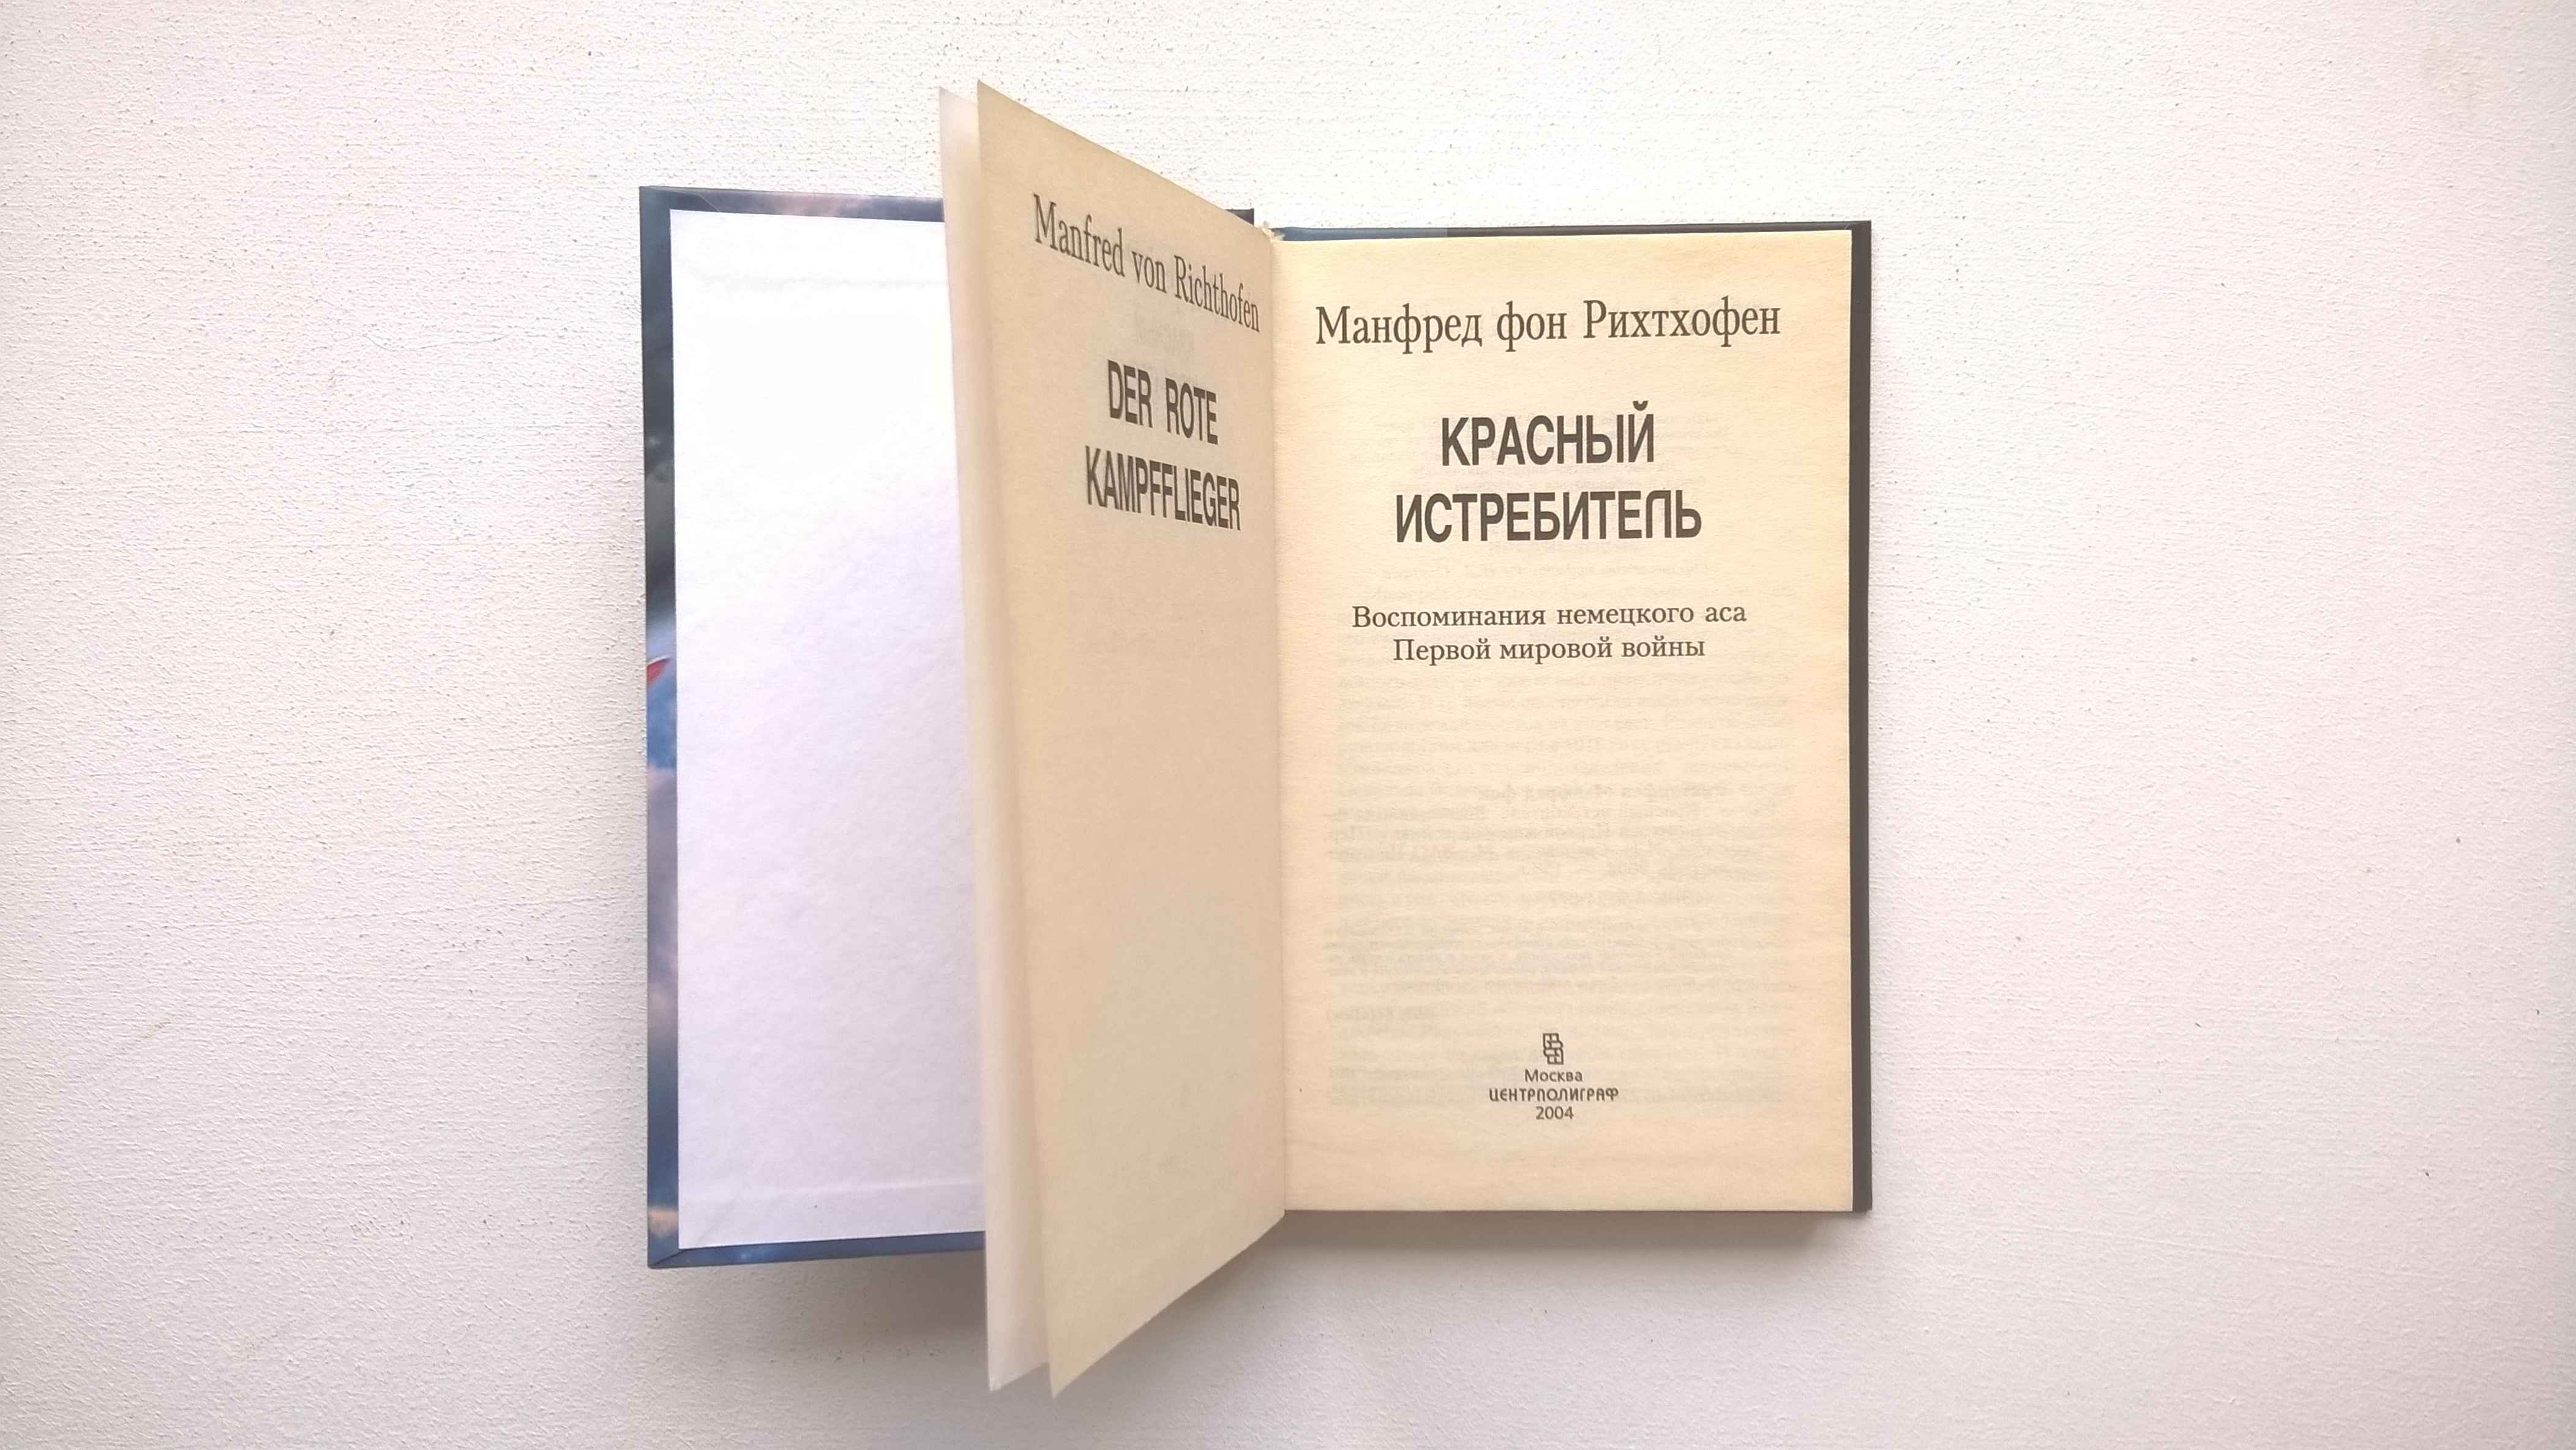 Manfred von Richthofen
DER ROTE
KAMPFFLIEGER
Манфред фон Рихтхофен
КРАСНЫЙ
ИСТРЕБИТЕЛЬ
Воспоминания немецкого аса
Первой мировой войны
Москва
ЦЕНТРПОЛИГРАФ
2004